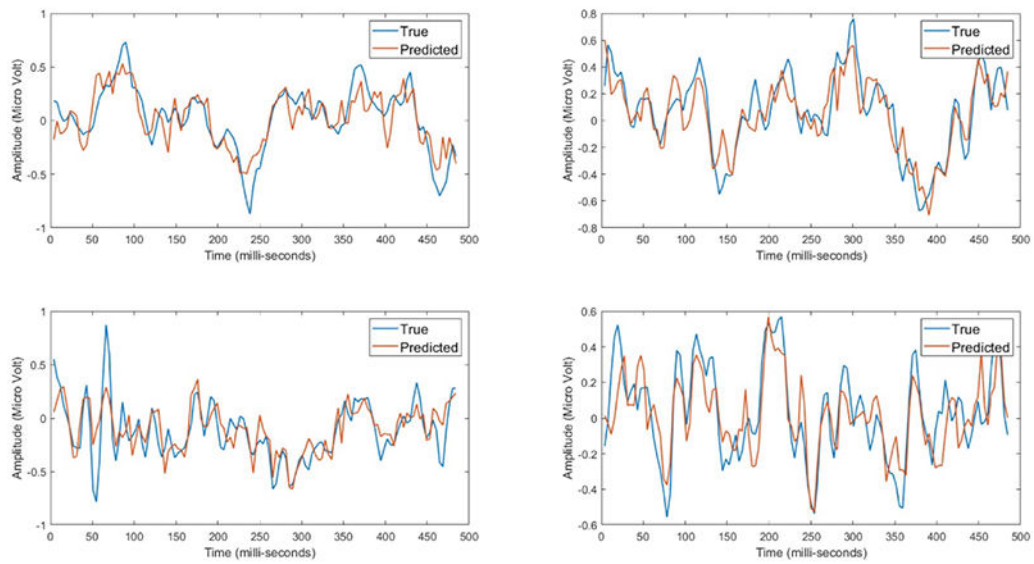 1
0.5
0
-0.5
-1
Amplitude (Micro Volt)
True
Predicted
0 50 100 150 200 250 300 350 400 450 500
Time (milli-seconds)
0.8
0.6
0.4
0.2
0
-0.2
-0.4
-0.6
-0.8
Amplitude (Micro Volt)
True
Predicted
0 50 100 150 200 250 300 350 400 450 500
Time (milli-seconds)
1
0.5
0
-0.5
-1
Amplitude (Micro Volt)
True
Predicted
0 50 100 150 200 250 300 350 400 450 500
Time (milli-seconds)
0.6
0.4
0.2
0
-0.2
-0.4
-0.6
Amplitude (Micro Volt)
True
Predicted
0 50 100 150 200 250 300 350 400 450 500
Time (milli-seconds)